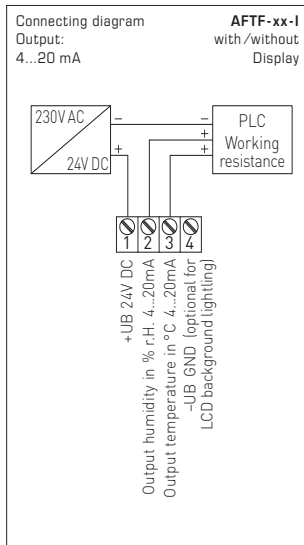 Connecting diagram
Output:
4...20 mA
AFTF-xx-I
with/without
Display
230V AC
24V DC
–
+
–
+
+
PLC
Working
resistance
1
2
3
4
+UB 24V DC
Output humidity in % r.H. 4...20mA
Output temperature in °C 4...20mA
–UB GND (optional for
LCD background lightling)